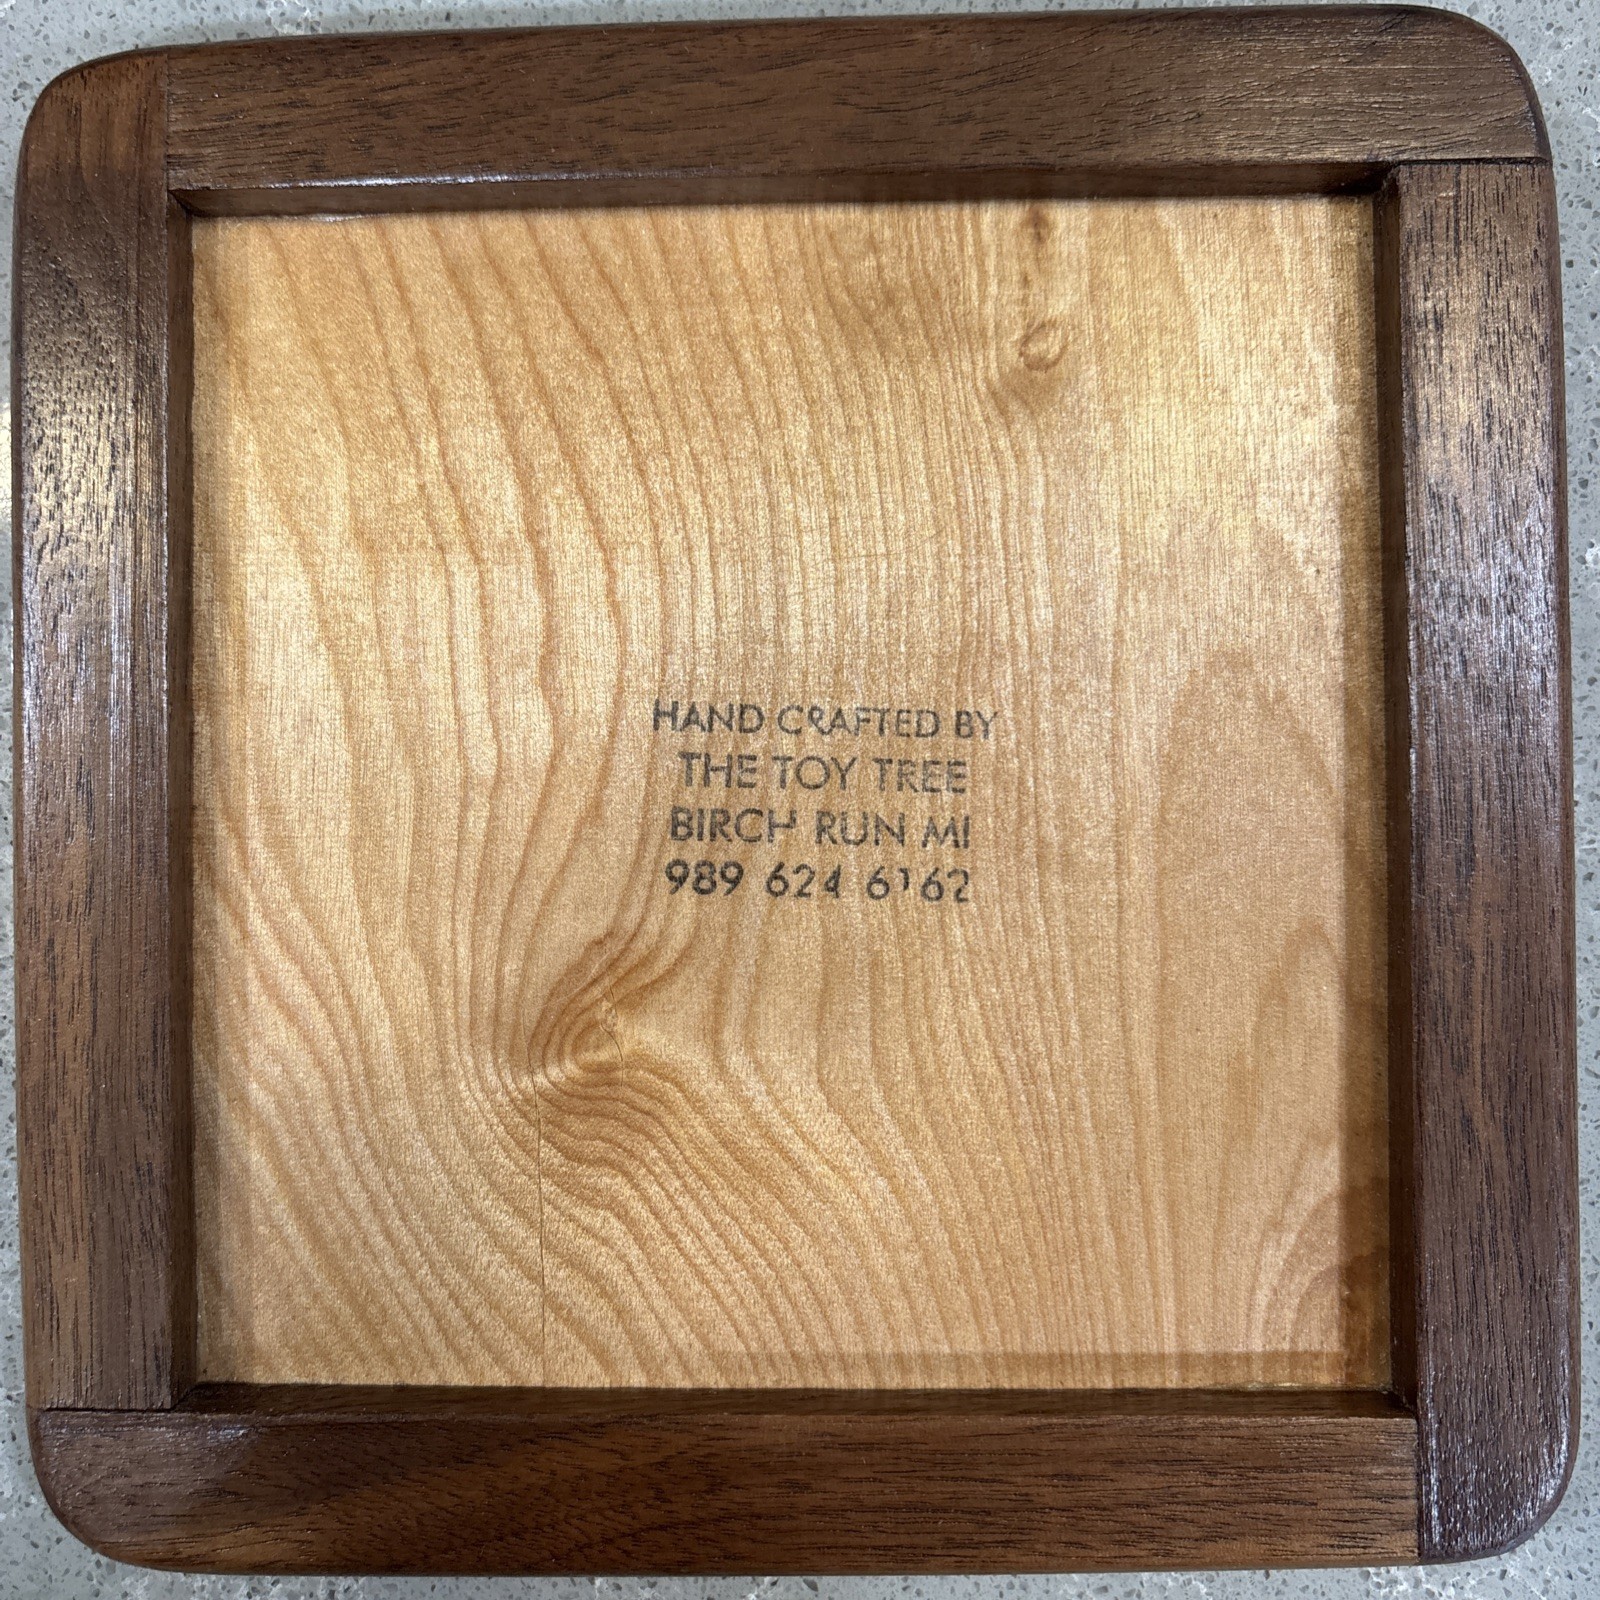 HAND CRAFTED BY
THE TOY TREE
BIRCH RUN MI
989 624 6162